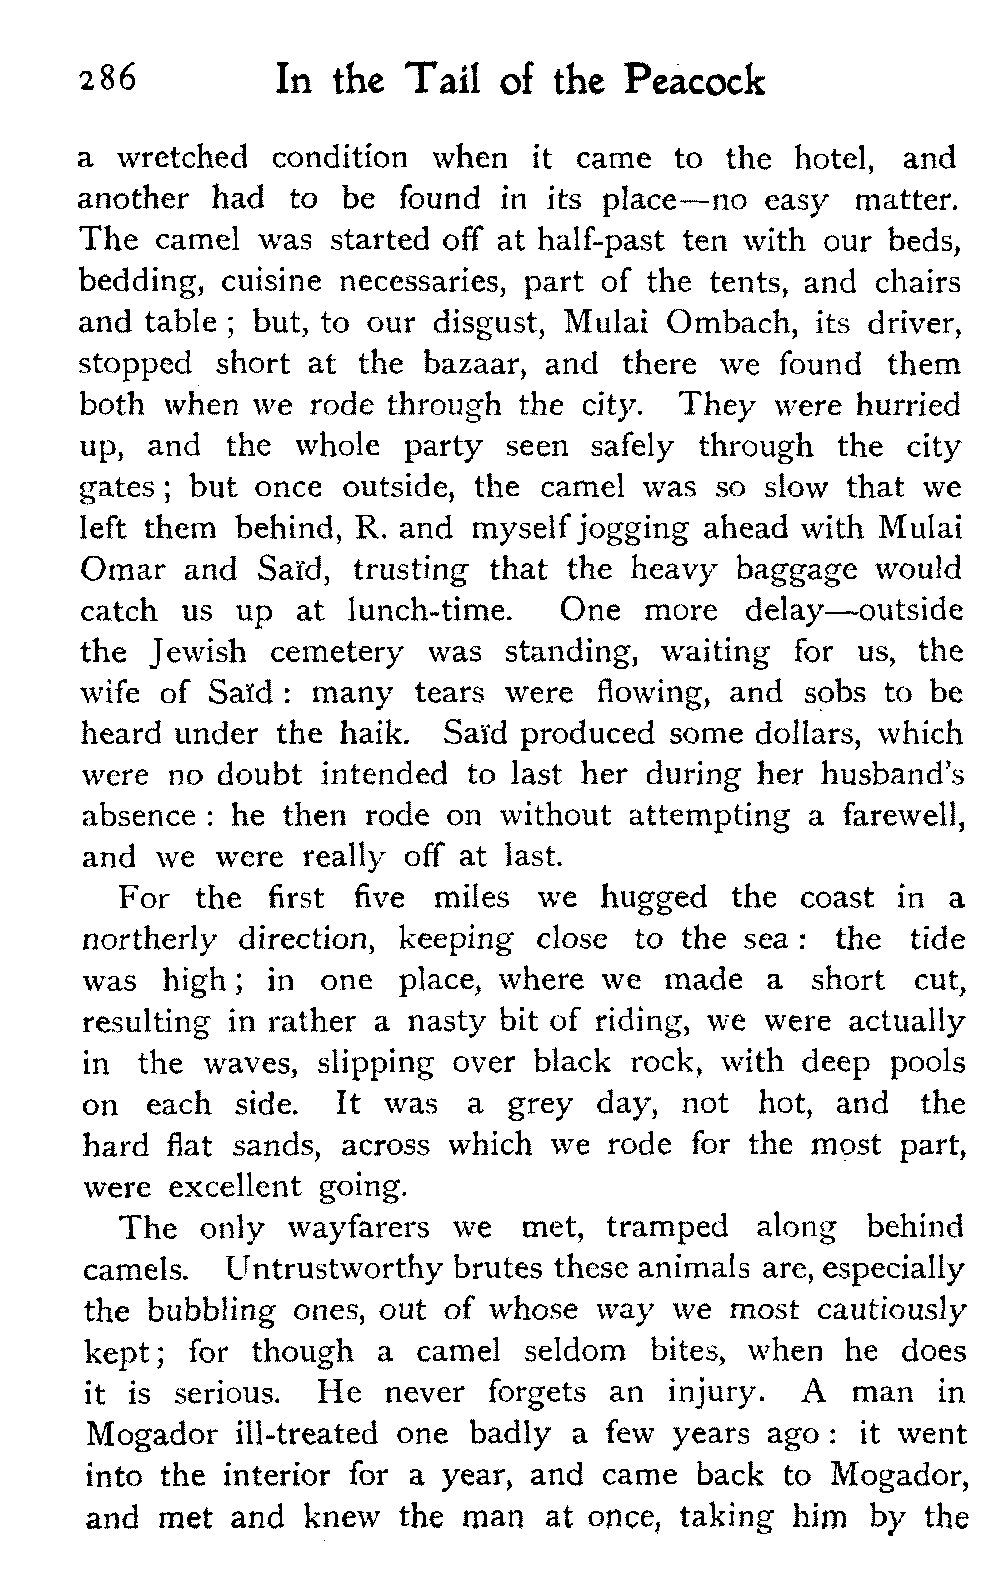 286 In the Tail of the Peacock
a wretched condition when it came to the hotel, and
another had to be found in its place—no easy matter.
The camel was started off at half-past ten with our beds,
bedding, cuisine necessaries, part of the tents, and chairs
and table ; but, to our disgust, Mulai Ombach, its driver,
stopped short at the bazaar, and there we found them
both when we rode through the city. They were hurried
up, and the whole party seen safely through the city
gates ; but once outside, the camel was so slow that we
left them behind, R. and myself jogging ahead with Mulai
Omar and Saïd, trusting that the heavy baggage would
catch us up at lunch-time. One more delay—outside
the Jewish cemetery was standing, waiting for us, the
wife of Saïd : many tears were flowing, and sobs to be
heard under the haik. Saïd produced some dollars, which
were no doubt intended to last her during her husband's
absence : he then rode on without attempting a farewell,
and we were really off at last.
For the first five miles we hugged the coast in a
northerly direction, keeping close to the sea : the tide
was high ; in one place, where we made a short cut,
resulting in rather a nasty bit of riding, we were actually
in the waves, slipping over black rock, with deep pools
on each side. It was a grey day, not hot, and the
hard flat sands, across which we rode for the most part,
were excellent going.
The only wayfarers we met, tramped along behind
camels. Untrustworthy brutes these animals are, especially
the bubbling ones, out of whose way we most cautiously
kept ; for though a camel seldom bites, when he does
it is serious. He never forgets an injury. A man in
Mogador ill-treated one badly a few years ago : it went
into the interior for a year, and came back to Mogador,
and met and knew the man at once, taking him by the